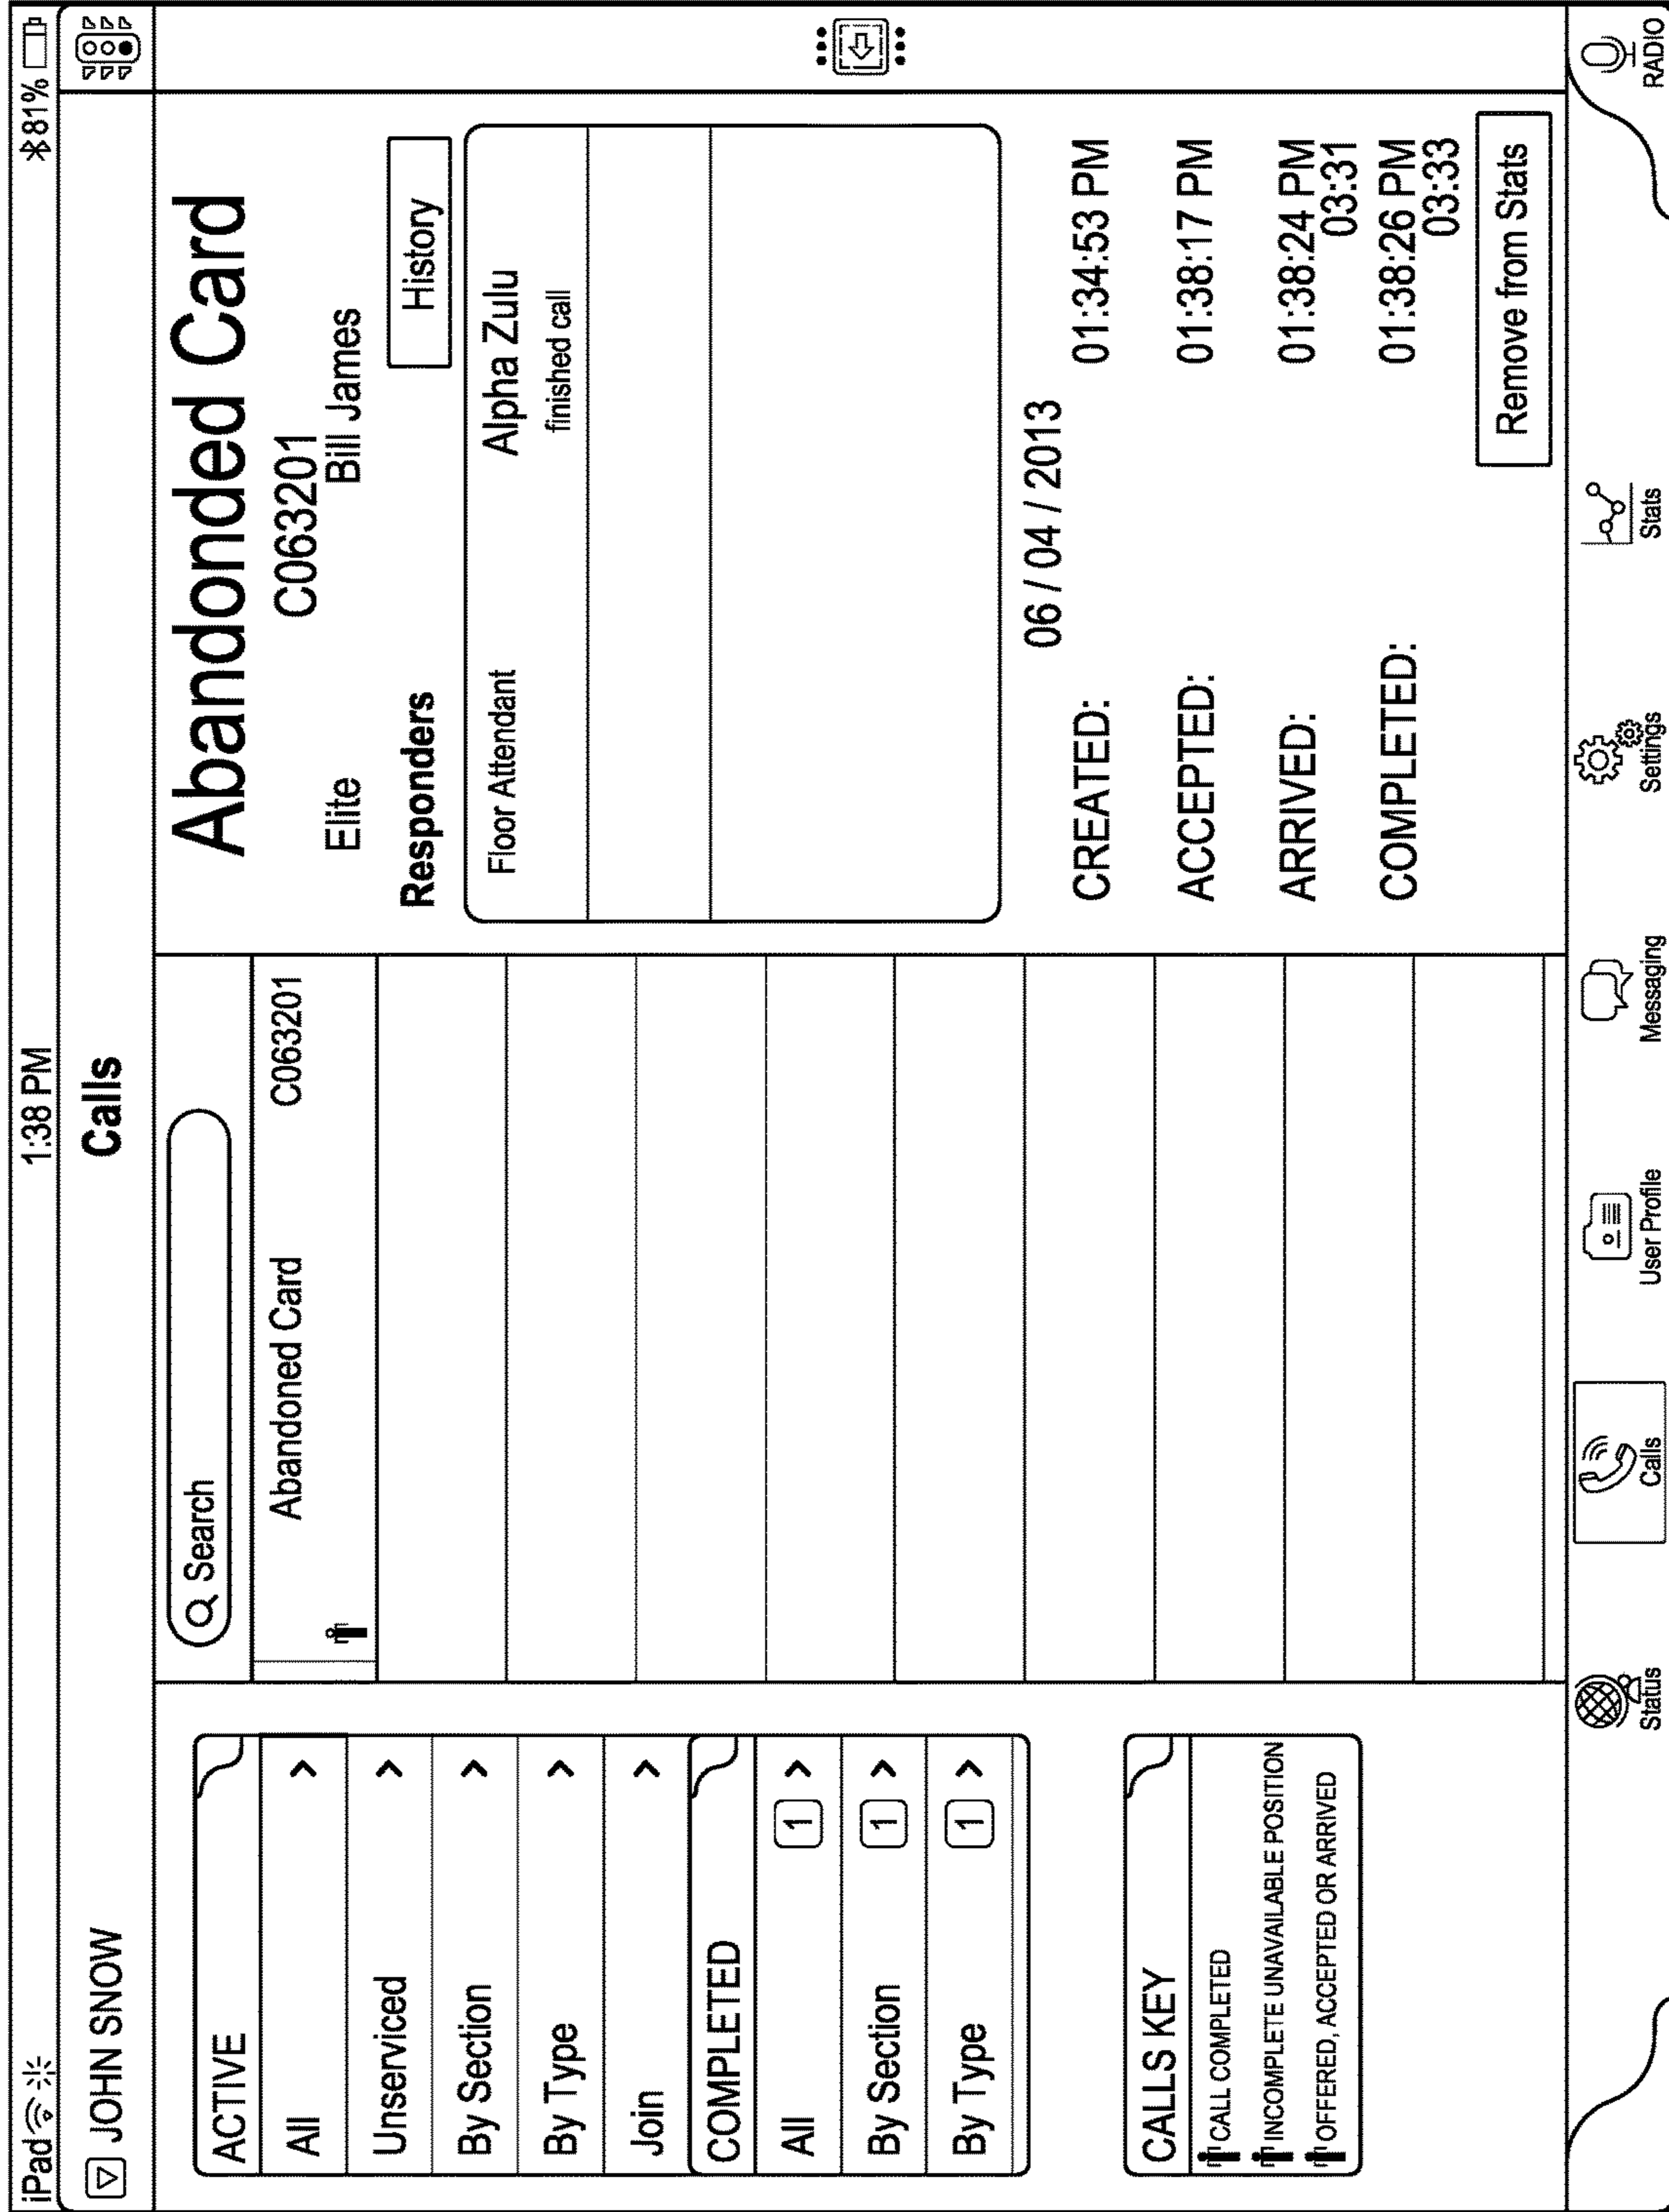 iPad 1:38 PM 81%
JOHN SNOW Calls
ACTIVE
All >
Unserviced >
By Section >
By Type >
Join >
COMPLETED
All 1 >
By Section 1 >
By Type 1 >
CALLS KEY
CALL COMPLETED
INCOMPLETE UNAVAILABLE POSITION
OFFERED, ACCEPTED OR ARRIVED
Search
Abandoned Card C063201
Abandonded Card
C063201
Elite Bill James
Responders History
Floor Attendant Alpha Zulu
finished call
06 / 04 / 2013
CREATED: 01:34:53 PM
ACCEPTED: 01:38:17 PM
ARRIVED: 01:38:24 PM
03:31
COMPLETED: 01:38:26 PM
03:33
Remove from Stats
Status Calls User Profile Messaging Settings Stats RADIO